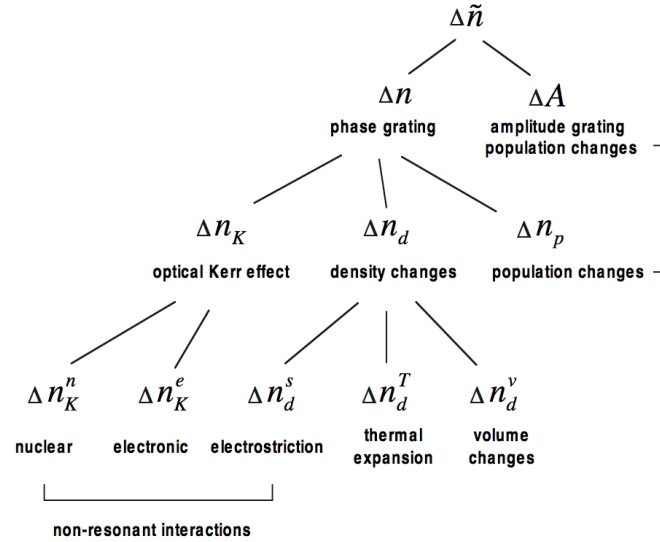 Δñ
Δn ΔA
phase grating amplitude grating
population changes
Δn_K Δn_d Δn_p
optical Kerr effect density changes population changes
Δn_K^n Δn_K^e Δn_d^s Δn_d^T Δn_d^v
nuclear electronic electrostriction thermal expansion volume changes
non-resonant interactions